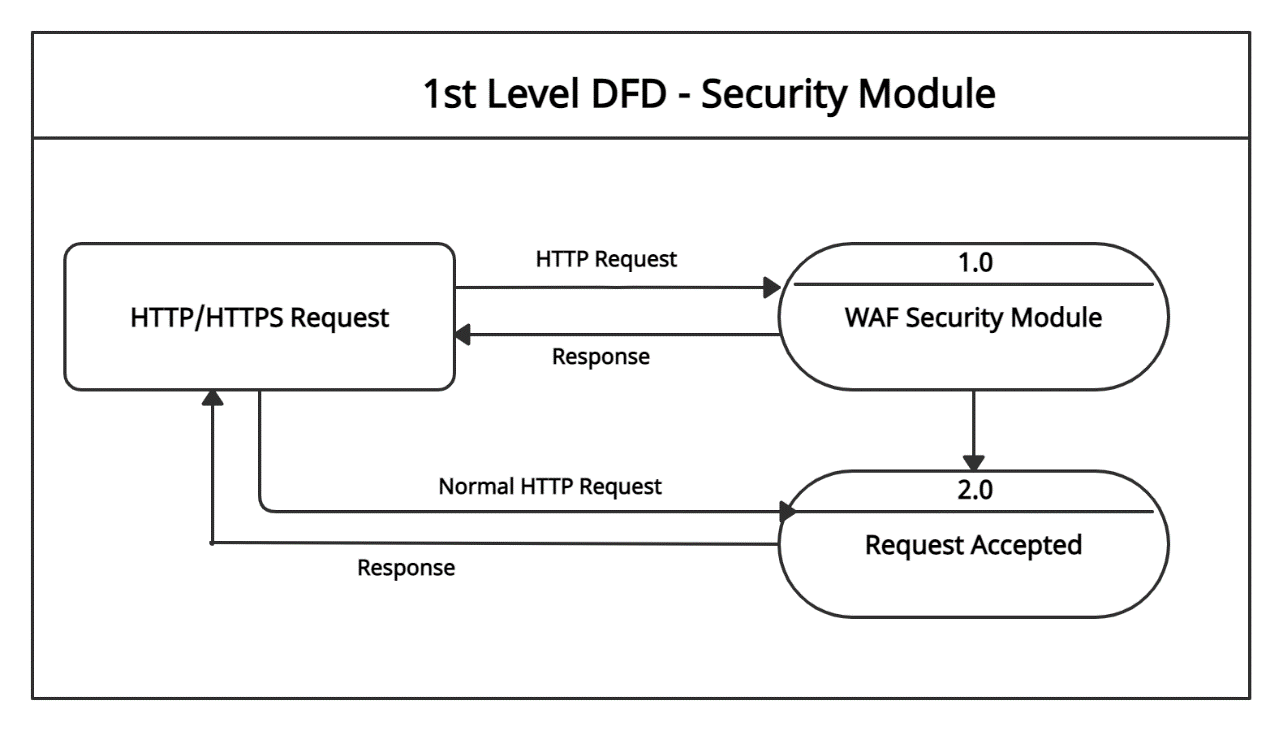 1st Level DFD - Security Module
HTTP Request
1.0
HTTP/HTTPS Request
WAF Security Module
Response
Normal HTTP Request
2.0
Request Accepted
Response